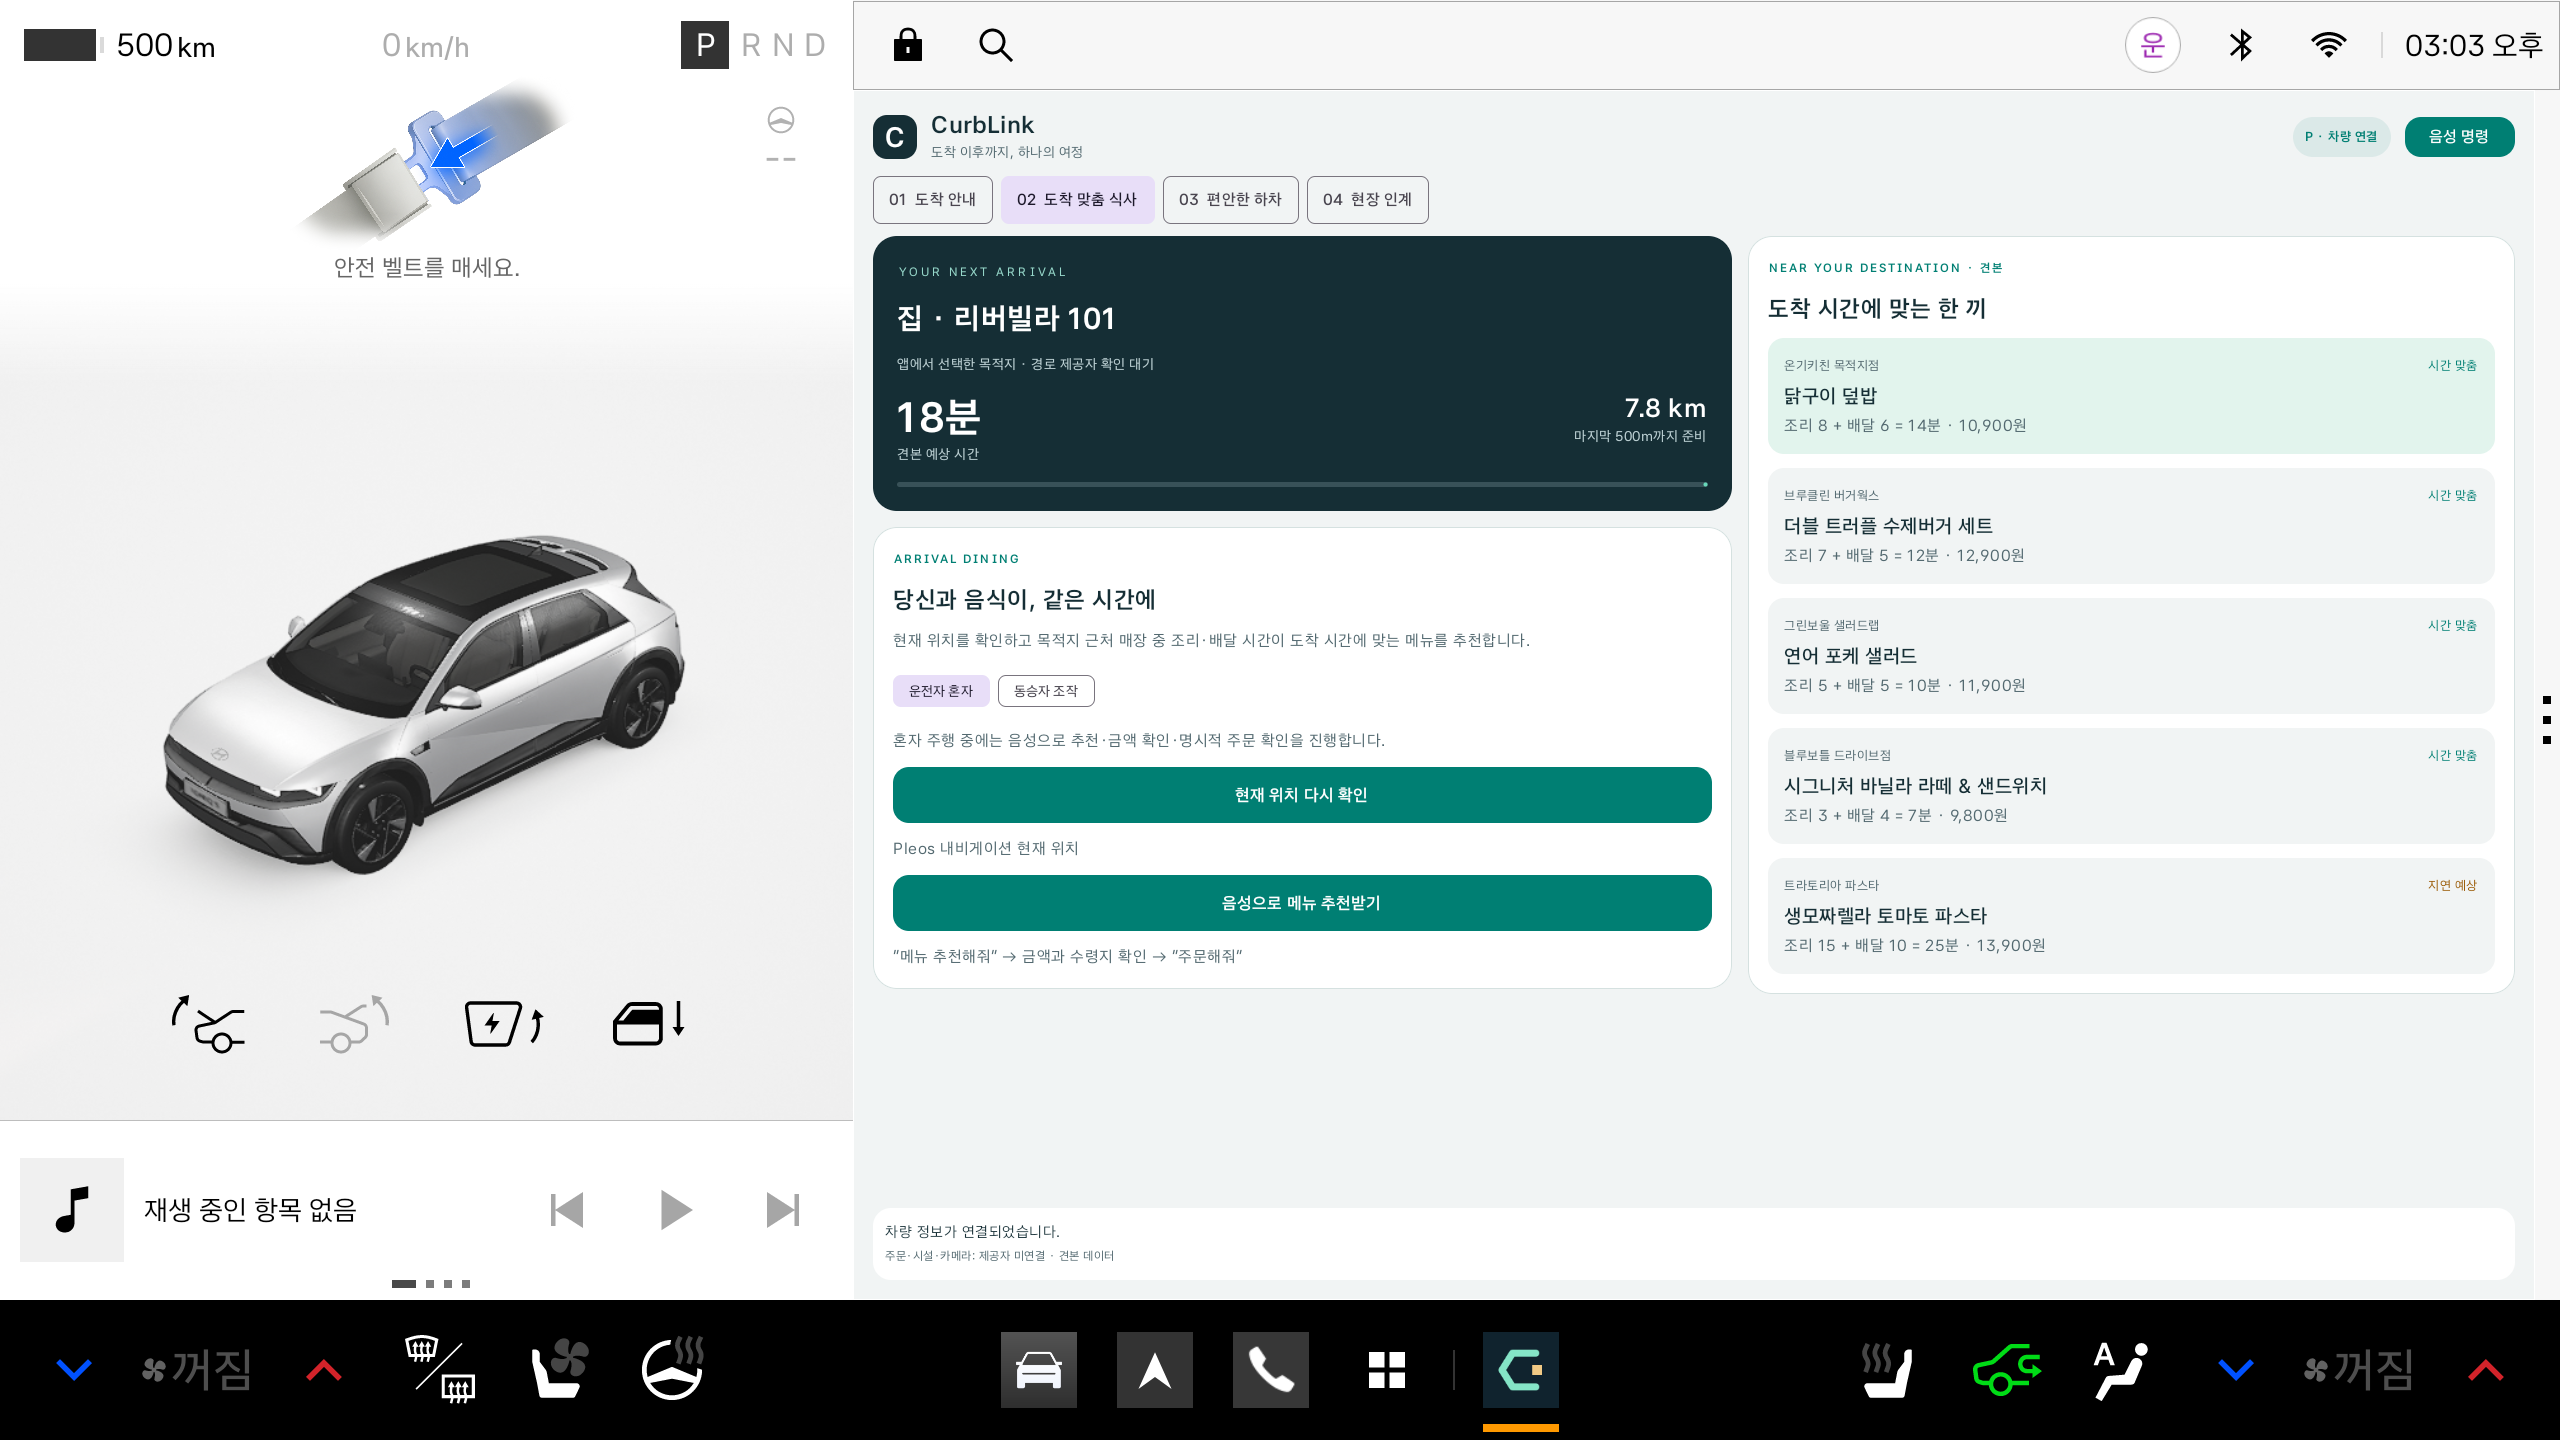 500 km
0 km/h
P R N D
안전 벨트를 매세요.
재생 중인 항목 없음
운
03:03 오후
C
CurbLink
도착 이후까지, 하나의 여정
P · 차량 연결
음성 명령
01 도착 안내
02 도착 맞춤 식사
03 편안한 하차
04 현장 인계
YOUR NEXT ARRIVAL
집 · 리버빌라 101
앱에서 선택한 목적지 · 경로 제공자 확인 대기
18분
견본 예상 시간
7.8 km
마지막 500m까지 준비
ARRIVAL DINING
당신과 음식이, 같은 시간에
현재 위치를 확인하고 목적지 근처 매장 중 조리·배달 시간이 도착 시간에 맞는 메뉴를 추천합니다.
운전자 혼자
동승자 조작
혼자 주행 중에는 음성으로 추천·금액 확인·명시적 주문 확인을 진행합니다.
현재 위치 다시 확인
Pleos 내비게이션 현재 위치
음성으로 메뉴 추천받기
"메뉴 추천해줘" → 금액과 수령지 확인 → "주문해줘"
NEAR YOUR DESTINATION · 견본
도착 시간에 맞는 한 끼
온기키친 목적지점
시간 맞춤
닭구이 덮밥
조리 8 + 배달 6 = 14분 · 10,900원
브루클린 버거웍스
시간 맞춤
더블 트러플 수제버거 세트
조리 7 + 배달 5 = 12분 · 12,900원
그린보울 샐러드랩
시간 맞춤
연어 포케 샐러드
조리 5 + 배달 5 = 10분 · 11,900원
블루보틀 드라이브점
시간 맞춤
시그니처 바닐라 라떼 & 샌드위치
조리 3 + 배달 4 = 7분 · 9,800원
트라토리아 파스타
지연 예상
생모짜렐라 토마토 파스타
조리 15 + 배달 10 = 25분 · 13,900원
차량 정보가 연결되었습니다.
주문·시설·카메라: 제공자 미연결 · 견본 데이터
꺼짐
A
꺼짐